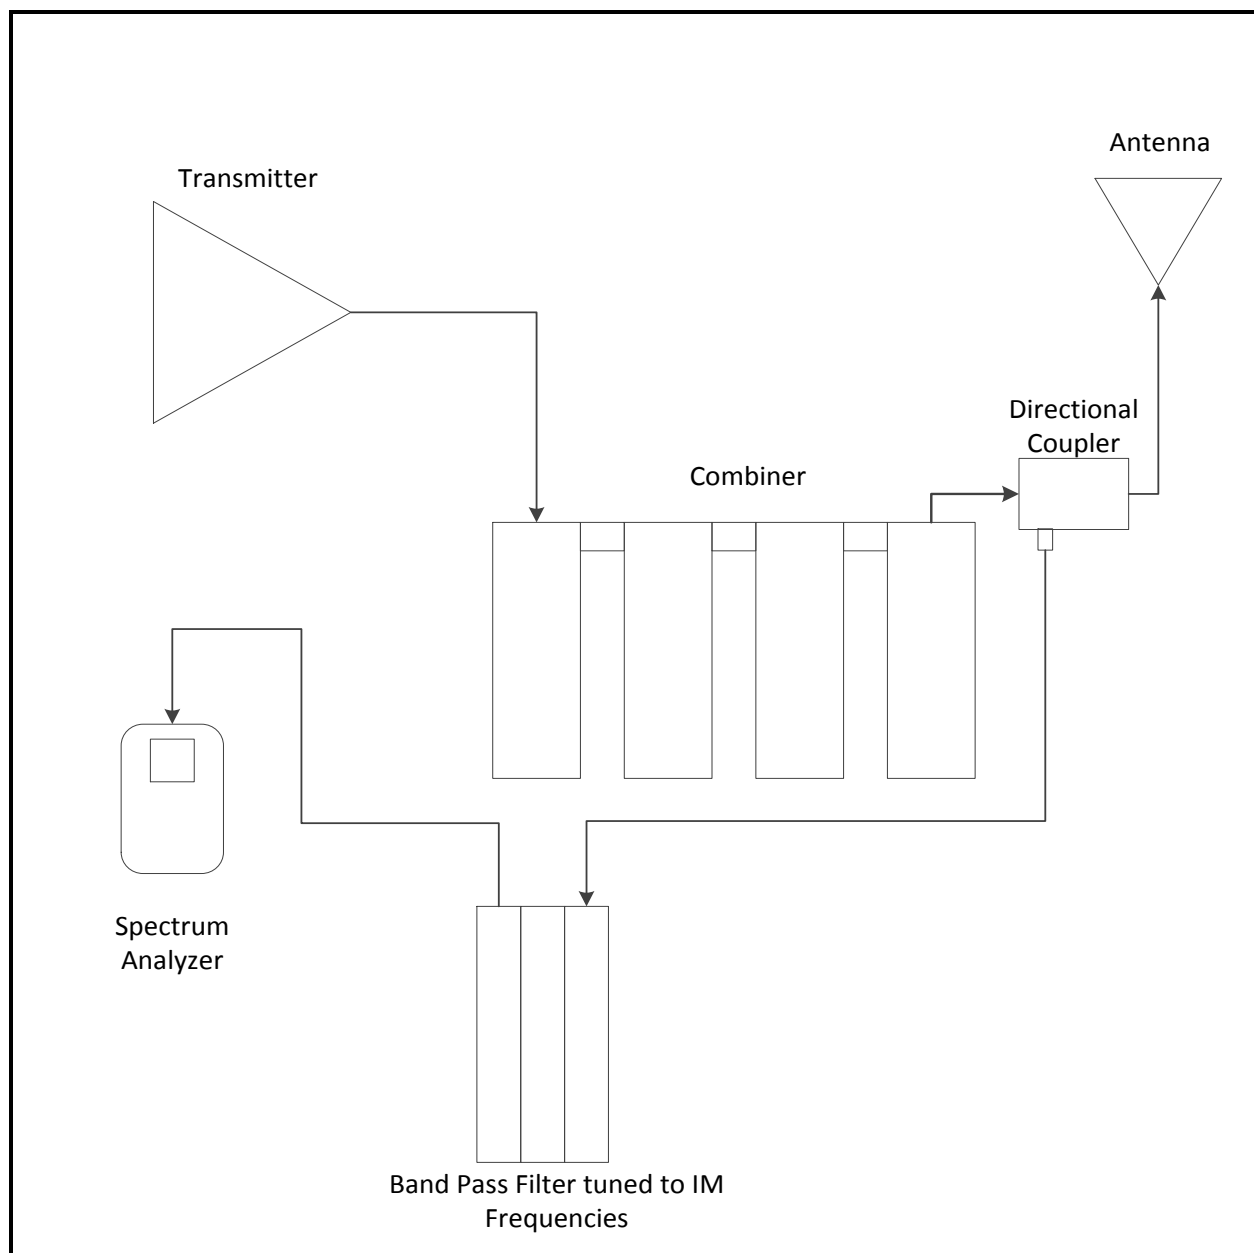 Antenna
Transmitter
Directional
Coupler
Combiner
Spectrum
Analyzer
Band Pass Filter tuned to IM
Frequencies